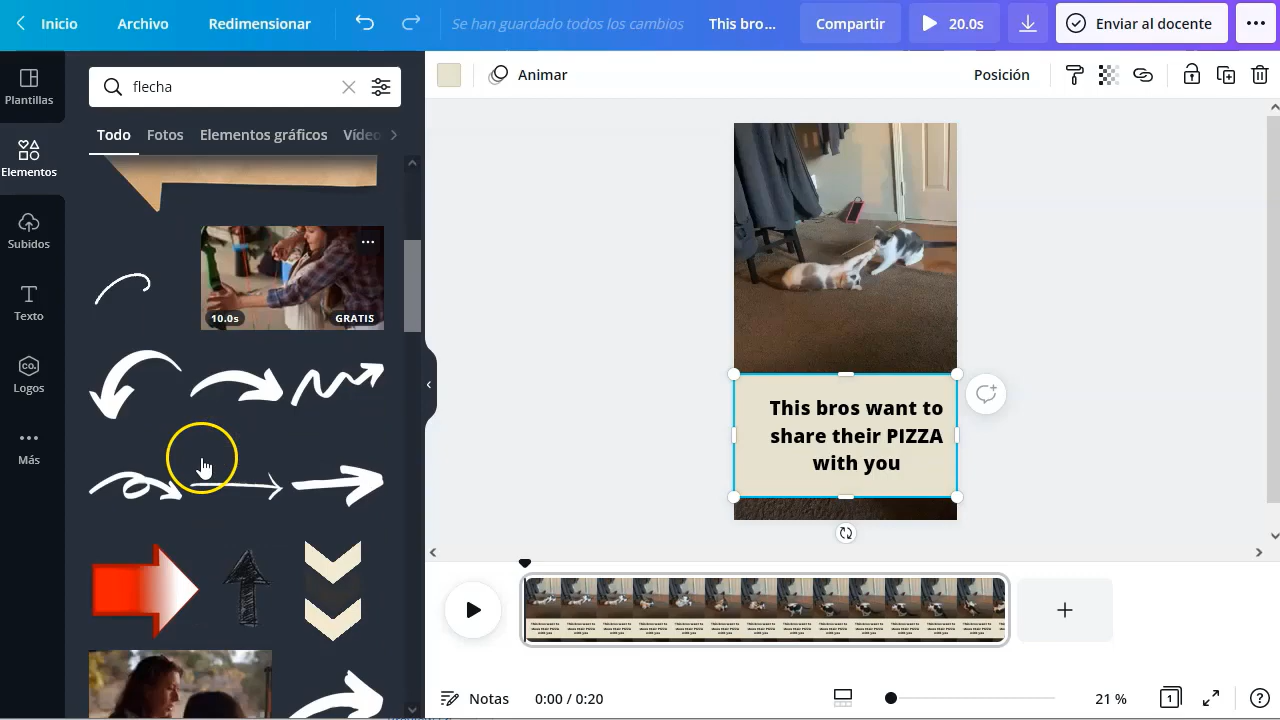 Inicio
Archivo
Redimensionar
Se han guardado todos los cambios
This bro...
Compartir
20.0s
Enviar al docente
Plantillas
flecha
Animar
Posición
Todo
Fotos
Elementos gráficos
Vídeo
Elementos
Subidos
10.0s
GRATIS
Texto
co.
Logos
This bros want to
share their PIZZA
with you
Más
Notas
0:00 / 0:20
21 %
1